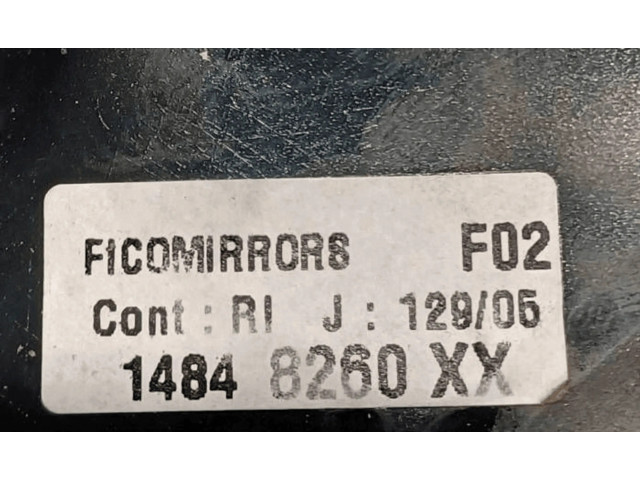 FICOMIRRORS F02
Cont : RI J : 129/05
1484 8260 XX